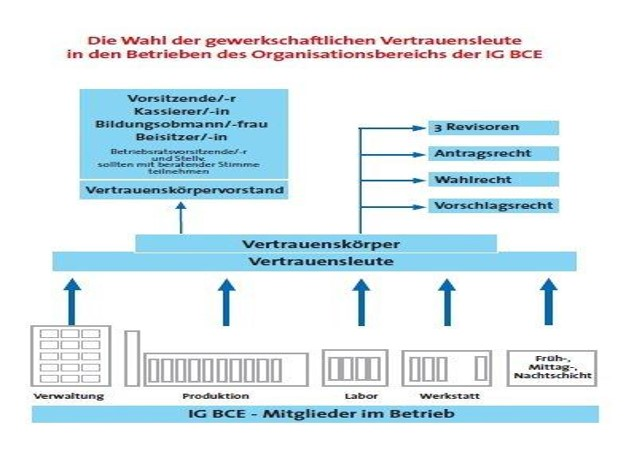 Die Wahl der gewerkschaftlichen Vertrauensleute
in den Betrieben des Organisationsbereichs der IG BCE
Vorsitzende/-r
Kassierer/-in
Bildungsobmann/-frau
Beisitzer/-in
Betriebsratsvorsitzende/-r
und Stellv.
sollten mit beratender Stimme
teilnehmen
Vertrauenskörpervorstand
3 Revisoren
Antragsrecht
Wahlrecht
Vorschlagsrecht
Vertrauenskörper
Vertrauensleute
Verwaltung
Produktion
Labor
Werkstatt
Früh-,
Mittag-,
Nachtschicht
IG BCE - Mitglieder im Betrieb